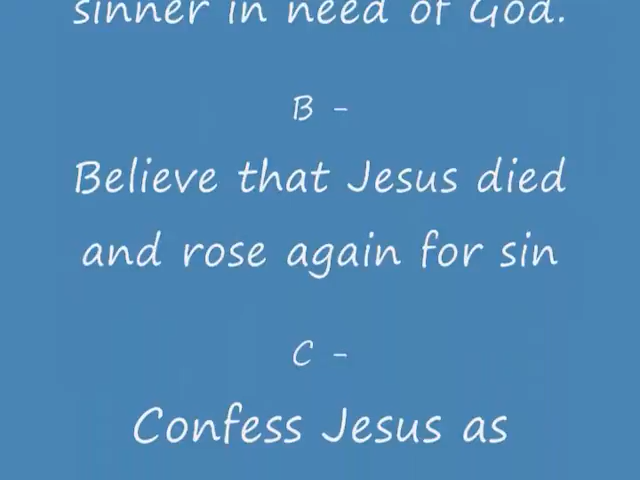 sinner in need of God.
B -
Believe that Jesus died
and rose again for sin
C -
Confess Jesus as